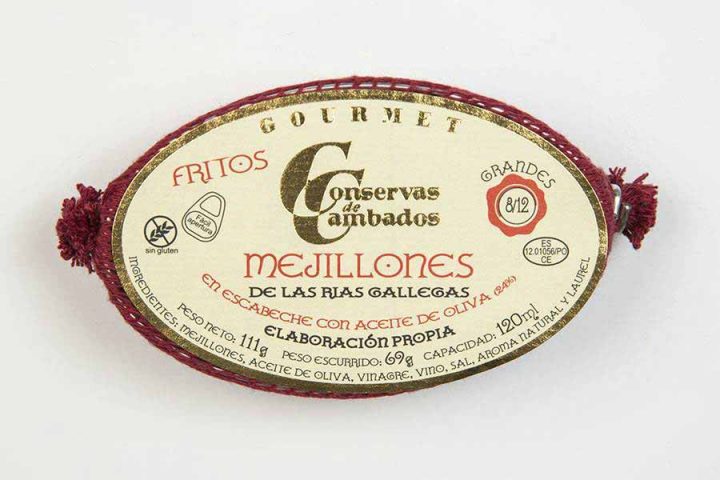 GOURMET
FRITOS
Conservas
de
Cambados
GRANDES
8/12
Fácil
apertura
sin gluten
ES
12.01056/PO
CE
MEJILLONES
DE LAS RIAS GALLEGAS
EN ESCABECHE CON ACEITE DE OLIVA (24%)
ELABORACIÓN PROPIA
PESO NETO: 111g PESO ESCURRIDO: 69g CAPACIDAD: 120ml
INGREDIENTES: MEJILLONES, ACEITE DE OLIVA, VINAGRE, VINO, SAL, AROMA NATURAL Y LAUREL